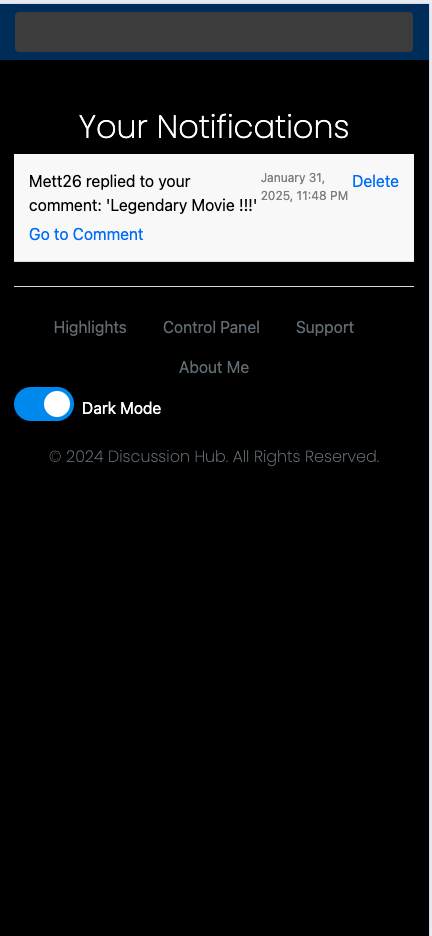 Your Notifications
Mett26 replied to your
comment: 'Legendary Movie !!!'
January 31,
2025, 11:48 PM
Delete
Go to Comment
Highlights
Control Panel
Support
About Me
Dark Mode
© 2024 Discussion Hub. All Rights Reserved.